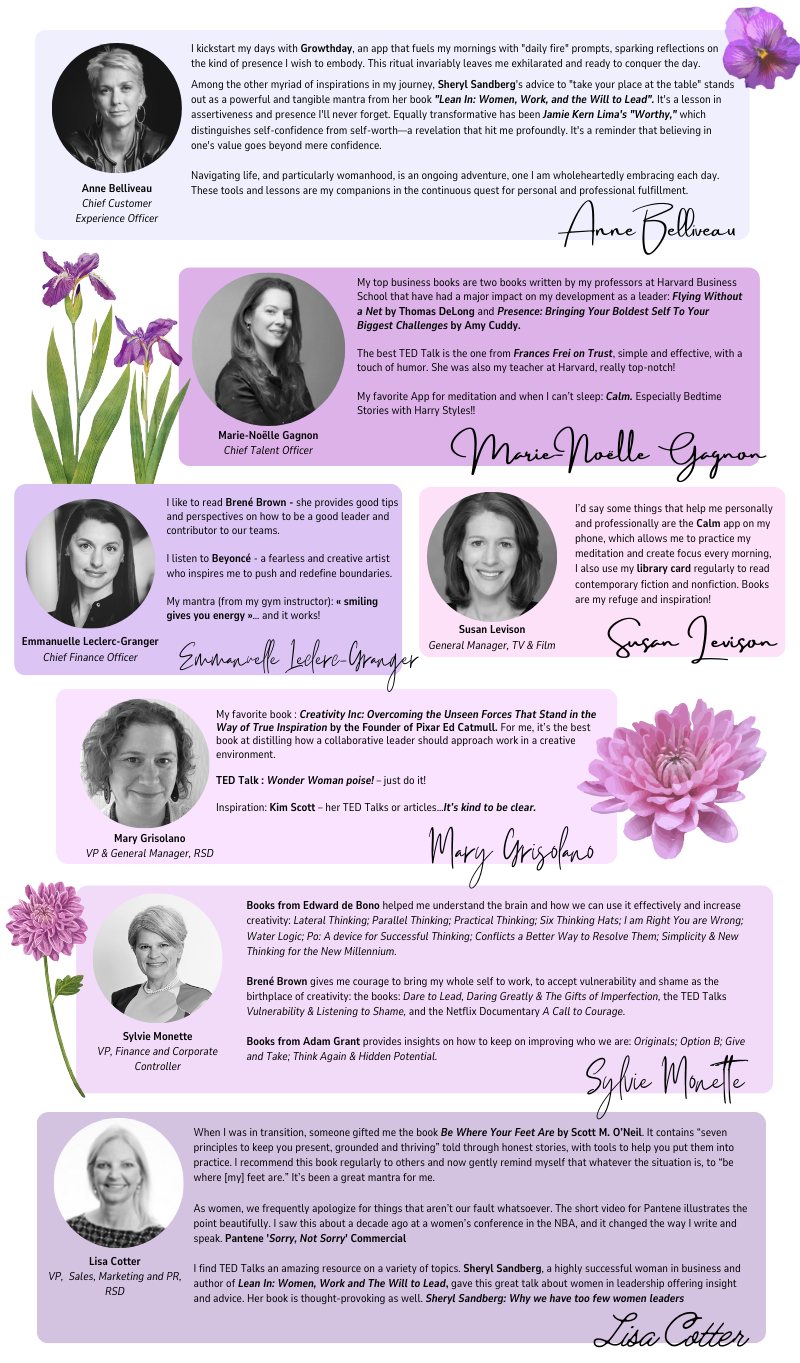 I kickstart my days with Growthday, an app that fuels my mornings with "daily fire" prompts, sparking reflections on
the kind of presence I wish to embody. This ritual invariably leaves me exhilarated and ready to conquer the day.
Among the other myriad of inspirations in my journey, Sheryl Sandberg's advice to "take your place at the table" stands
out as a powerful and tangible mantra from her book "Lean In: Women, Work, and the Will to Lead". It's a lesson in
assertiveness and presence I'll never forget. Equally transformative has been Jamie Kern Lima's "Worthy," which
distinguishes self-confidence from self-worth—a revelation that hit me profoundly. It's a reminder that believing in
one's value goes beyond mere confidence.
Navigating life, and particularly womanhood, is an ongoing adventure, one I am wholeheartedly embracing each day.
These tools and lessons are my companions in the continuous quest for personal and professional fulfillment.
Anne Belliveau
Chief Customer
Experience Officer
Anne Belliveau
My top business books are two books written by my professors at Harvard Business
School that have had a major impact on my development as a leader: Flying Without
a Net by Thomas DeLong and Presence: Bringing Your Boldest Self To Your
Biggest Challenges by Amy Cuddy.
The best TED Talk is the one from Frances Frei on Trust, simple and effective, with a
touch of humor. She was also my teacher at Harvard, really top-notch!
My favorite App for meditation and when I can't sleep: Calm. Especially Bedtime
Stories with Harry Styles!!
Marie-Noëlle Gagnon
Chief Talent Officer
Marie-Noëlle Gagnon
I like to read Brené Brown - she provides good tips
and perspectives on how to be a good leader and
contributor to our teams.
I listen to Beyoncé - a fearless and creative artist
who inspires me to push and redefine boundaries.
My mantra (from my gym instructor): « smiling
gives you energy »... and it works!
Emmanuelle Leclerc-Granger
Chief Finance Officer
Emmanuelle Leclerc-Granger
I'd say some things that help me personally
and professionally are the Calm app on my
phone, which allows me to practice my
meditation and create focus every morning,
I also use my library card regularly to read
contemporary fiction and nonfiction. Books
are my refuge and inspiration!
Susan Levison
General Manager, TV & Film
Susan Levison
My favorite book : Creativity Inc: Overcoming the Unseen Forces That Stand in the
Way of True Inspiration by the Founder of Pixar Ed Catmull. For me, it's the best
book at distilling how a collaborative leader should approach work in a creative
environment.
TED Talk : Wonder Woman poise! – just do it!
Inspiration: Kim Scott – her TED Talks or articles...It's kind to be clear.
Mary Grisolano
VP & General Manager, RSD
Mary Grisolano
Books from Edward de Bono helped me understand the brain and how we can use it effectively and increase
creativity: Lateral Thinking; Parallel Thinking; Practical Thinking; Six Thinking Hats; I am Right You are Wrong;
Water Logic; Po: A device for Successful Thinking; Conflicts a Better Way to Resolve Them; Simplicity & New
Thinking for the New Millennium.
Brené Brown gives me courage to bring my whole self to work, to accept vulnerability and shame as the
birthplace of creativity: the books: Dare to Lead, Daring Greatly & The Gifts of Imperfection, the TED Talks
Vulnerability & Listening to Shame, and the Netflix Documentary A Call to Courage.
Books from Adam Grant provides insights on how to keep on improving who we are: Originals; Option B; Give
and Take; Think Again & Hidden Potential.
Sylvie Monette
VP, Finance and Corporate
Controller
Sylvie Monette
When I was in transition, someone gifted me the book Be Where Your Feet Are by Scott M. O'Neil. It contains “seven
principles to keep you present, grounded and thriving” told through honest stories, with tools to help you put them into
practice. I recommend this book regularly to others and now gently remind myself that whatever the situation is, to “be
where [my] feet are.” It's been a great mantra for me.
As women, we frequently apologize for things that aren't our fault whatsoever. The short video for Pantene illustrates the
point beautifully. I saw this about a decade ago at a women's conference in the NBA, and it changed the way I write and
speak. Pantene 'Sorry, Not Sorry' Commercial
I find TED Talks an amazing resource on a variety of topics. Sheryl Sandberg, a highly successful woman in business and
author of Lean In: Women, Work and The Will to Lead, gave this great talk about women in leadership offering insight
and advice. Her book is thought-provoking as well. Sheryl Sandberg: Why we have too few women leaders
Lisa Cotter
VP, Sales, Marketing and PR,
RSD
Lisa Cotter